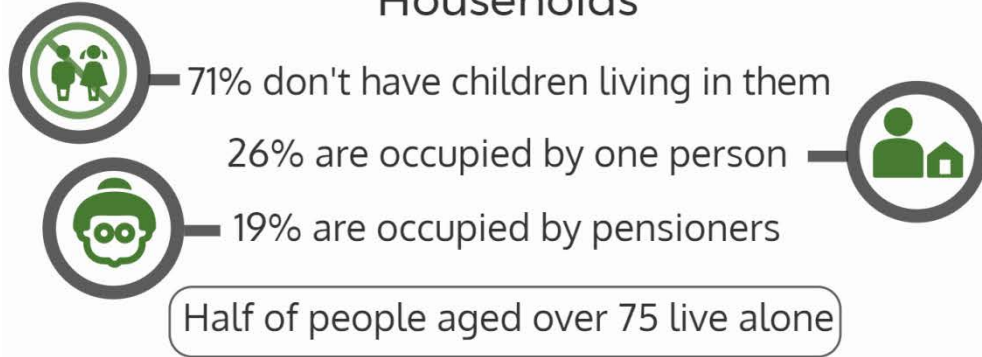 Households
71% don't have children living in them
26% are occupied by one person
19% are occupied by pensioners
Half of people aged over 75 live alone